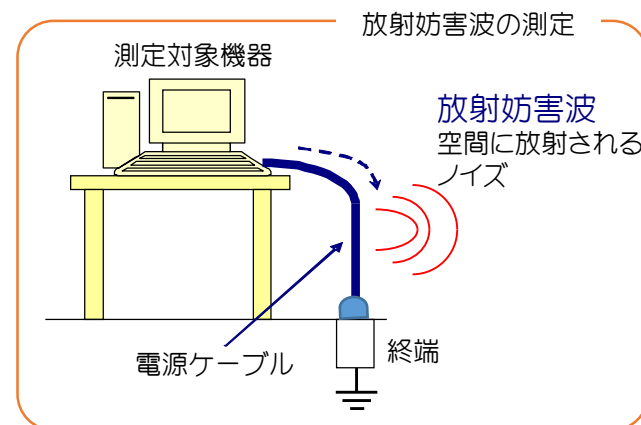 放射妨害波の測定
測定対象機器
放射妨害波
空間に放射される
ノイズ
電源ケーブル
終端